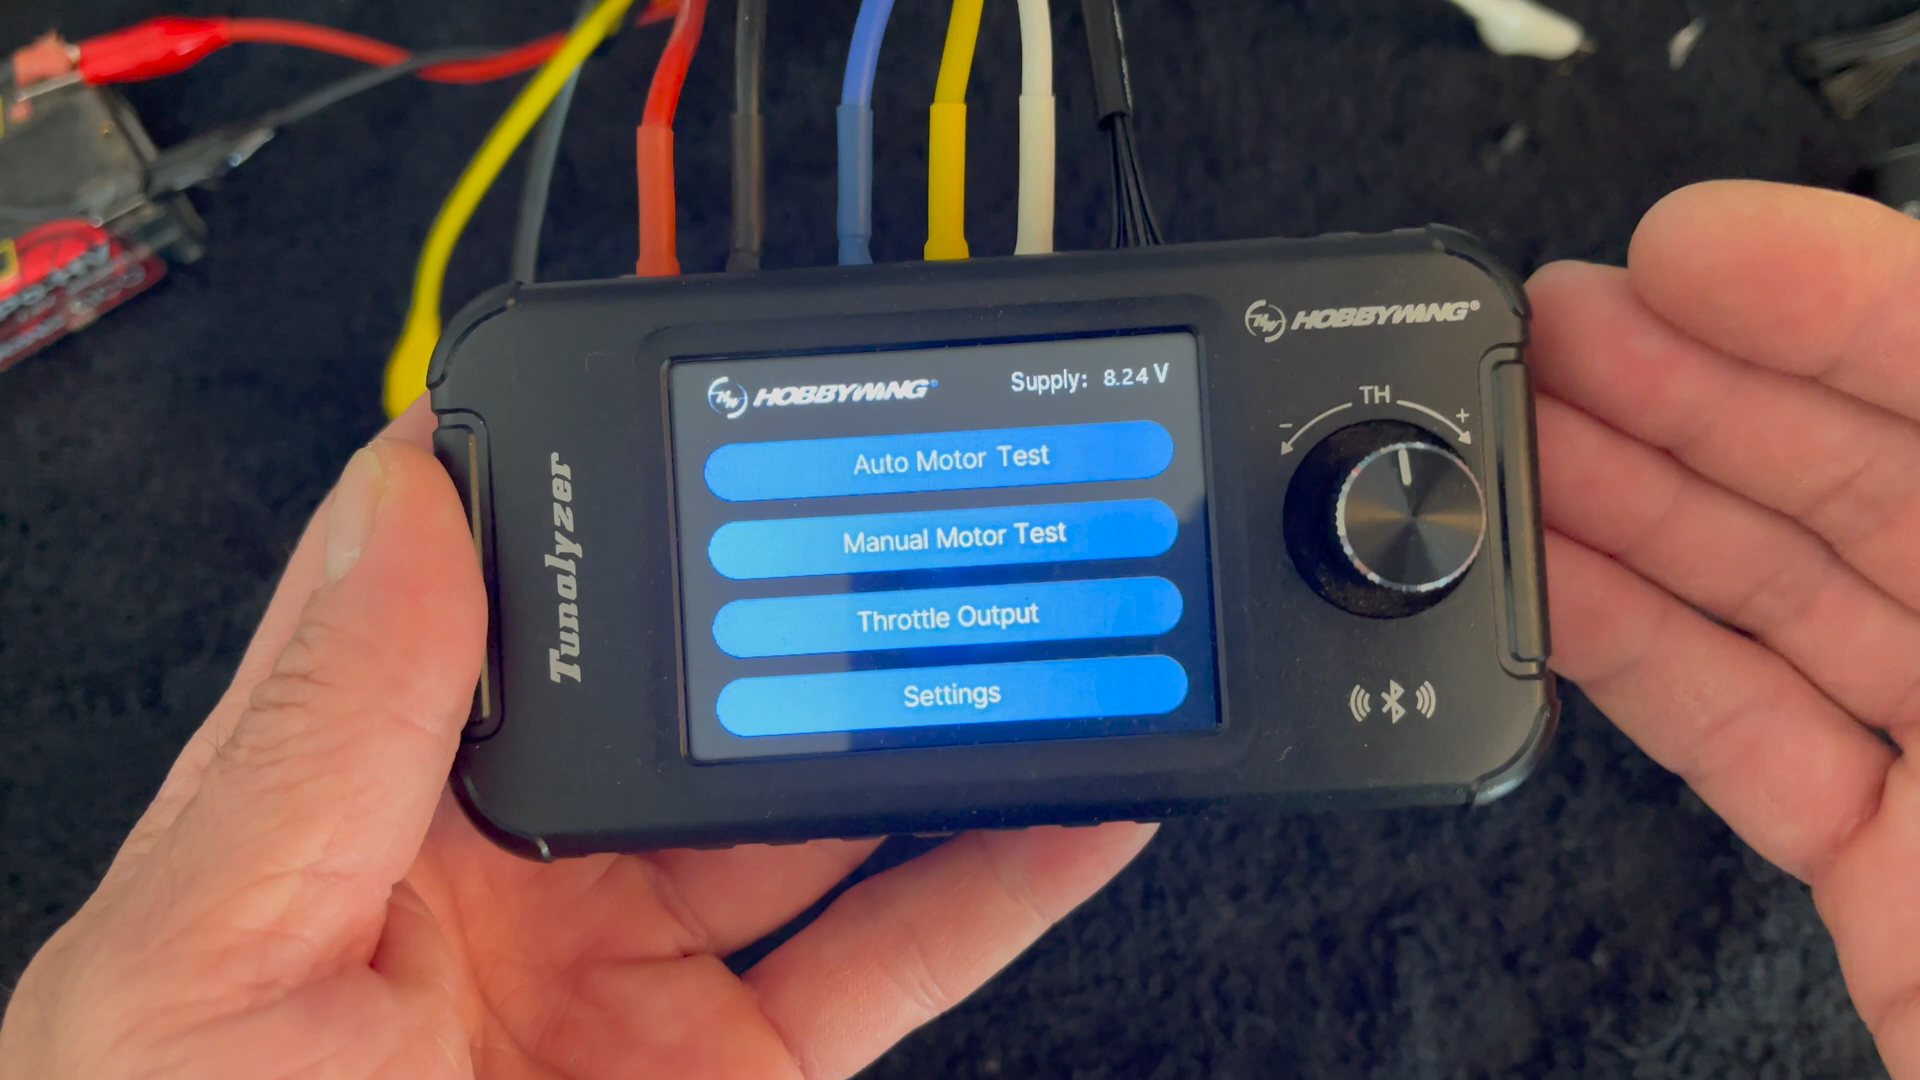 HOBBYWING®
HOBBYWING®
Supply: 8.24 V
TH
- +
Auto Motor Test
Manual Motor Test
Throttle Output
Settings
Tunalyzer